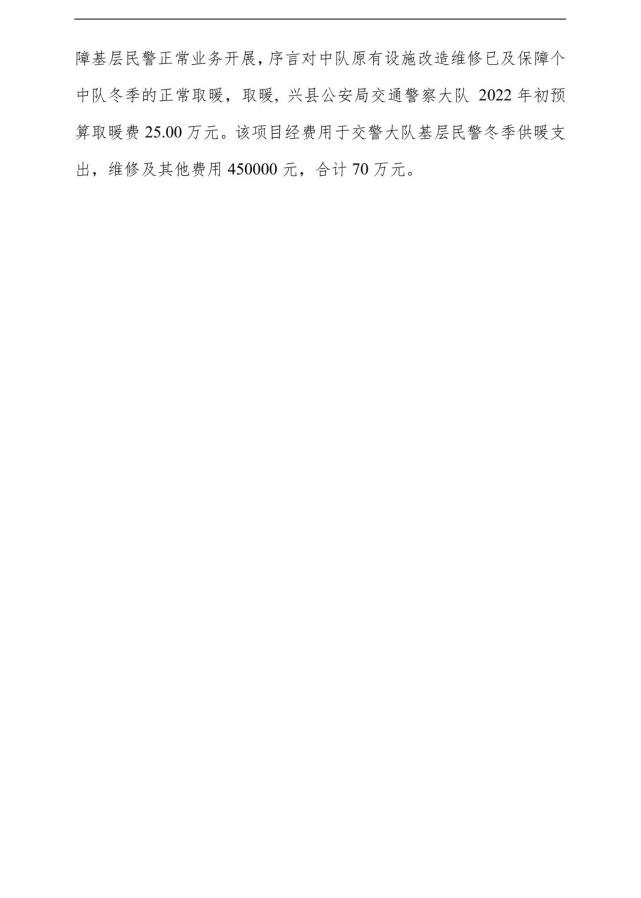 障基层民警正常业务开展，序言对中队原有设施改造维修已及保障个
中队冬季的正常取暖，取暖, 兴县公安局交通警察大队 2022 年初预
算取暖费 25.00 万元。该项目经费用于交警大队基层民警冬季供暖支
出，维修及其他费用 450000 元，合计 70 万元。